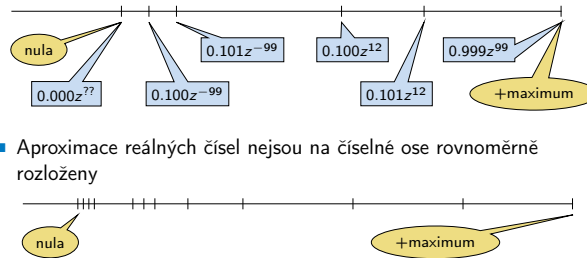 nula
0.101z⁻⁹⁹
0.100z¹²
0.999z⁹⁹
0.000z^??
0.100z⁻⁹⁹
0.101z¹²
+maximum
Aproximace reálných čísel nejsou na číselné ose rovnoměrně
rozloženy
nula
+maximum